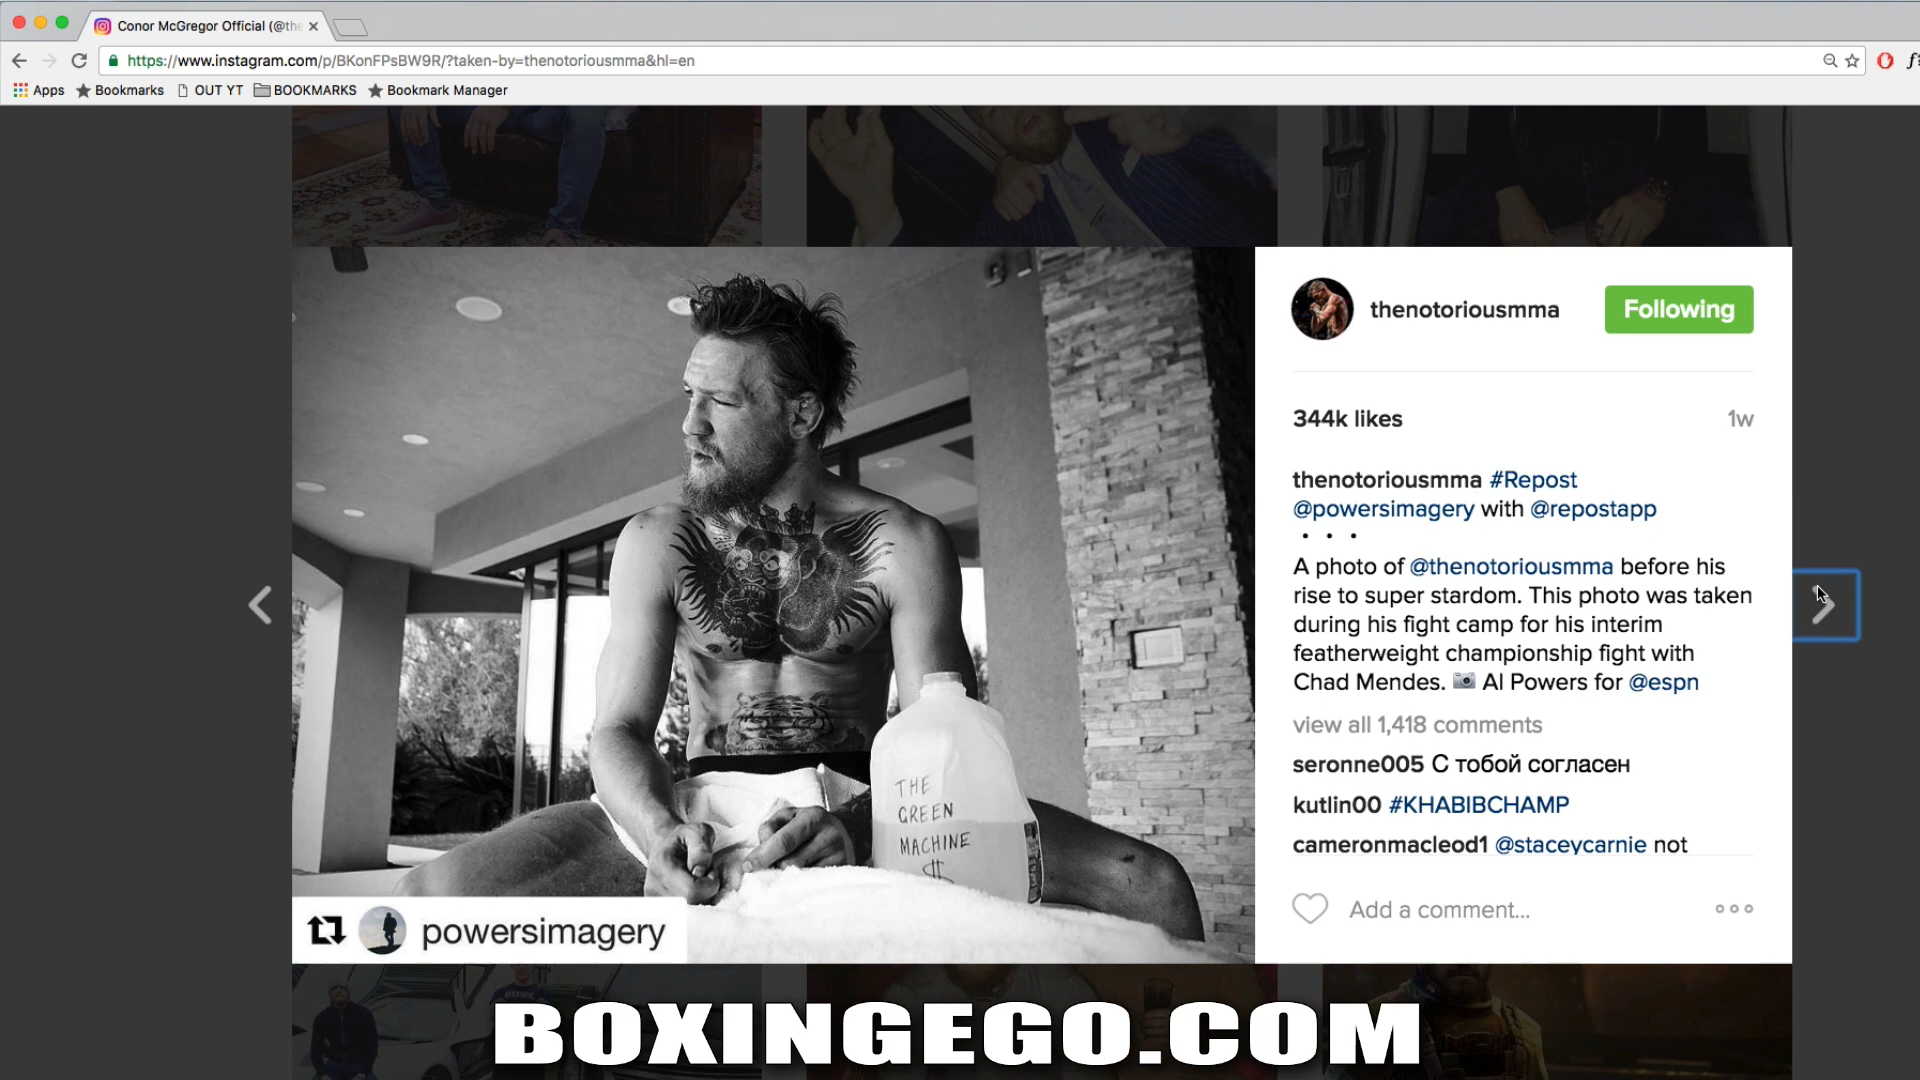 Conor McGregor Official (@the
https://www.instagram.com/p/BKonFPsBW9R/?taken-by=thenotoriousmma&hl=en
Apps Bookmarks OUT YT BOOKMARKS Bookmark Manager
thenotoriousmma Following
344k likes 1w
thenotoriousmma #Repost
@powersimagery with @repostapp
・・・
A photo of @thenotoriousmma before his
rise to super stardom. This photo was taken
during his fight camp for his interim
featherweight championship fight with
Chad Mendes. 📷 Al Powers for @espn
view all 1,418 comments
seronne005 С тобой согласен
kutlin00 #KHABIBCHAMP
cameronmacleod1 @staceycarnie not
Add a comment...
THE
GREEN
MACHINE
$
powersimagery
BOXINGEGO.COM